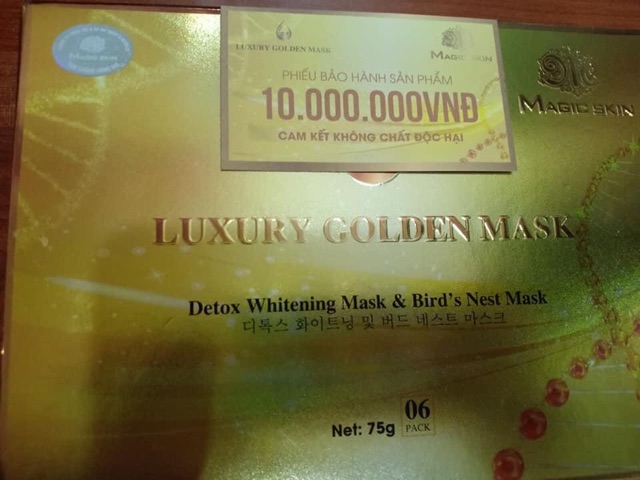 LUXURY GOLDEN MASK
MAGIC SKIN
PHIẾU BẢO HÀNH SẢN PHẨM
10.000.000VNĐ
CAM KẾT KHÔNG CHẤT ĐỘC HẠI
MAGIC SKIN
MAGIC SKIN
LUXURY GOLDEN MASK
Detox Whitening Mask & Bird's Nest Mask
디톡스 화이트닝 및 버드 네스트 마스크
Net: 75g
06
PACK